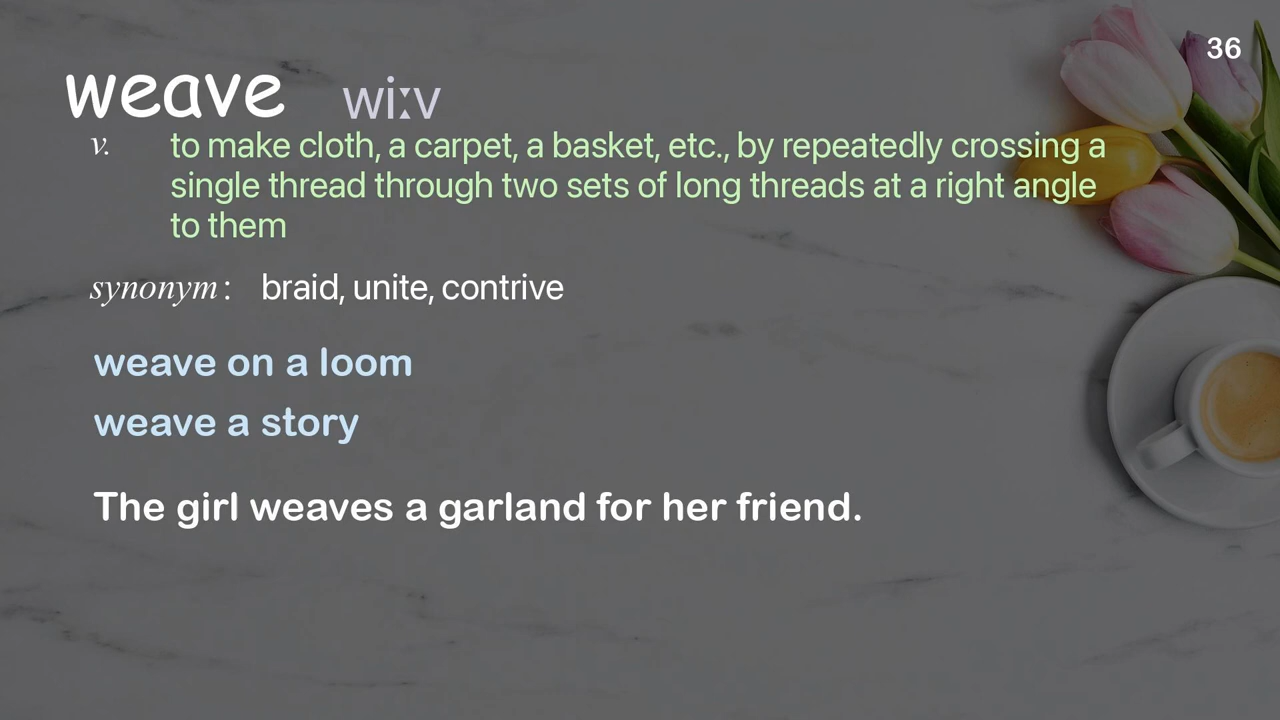 36
weave wiːv
v. to make cloth, a carpet, a basket, etc., by repeatedly crossing a
single thread through two sets of long threads at a right angle
to them
synonym : braid, unite, contrive
weave on a loom
weave a story
The girl weaves a garland for her friend.